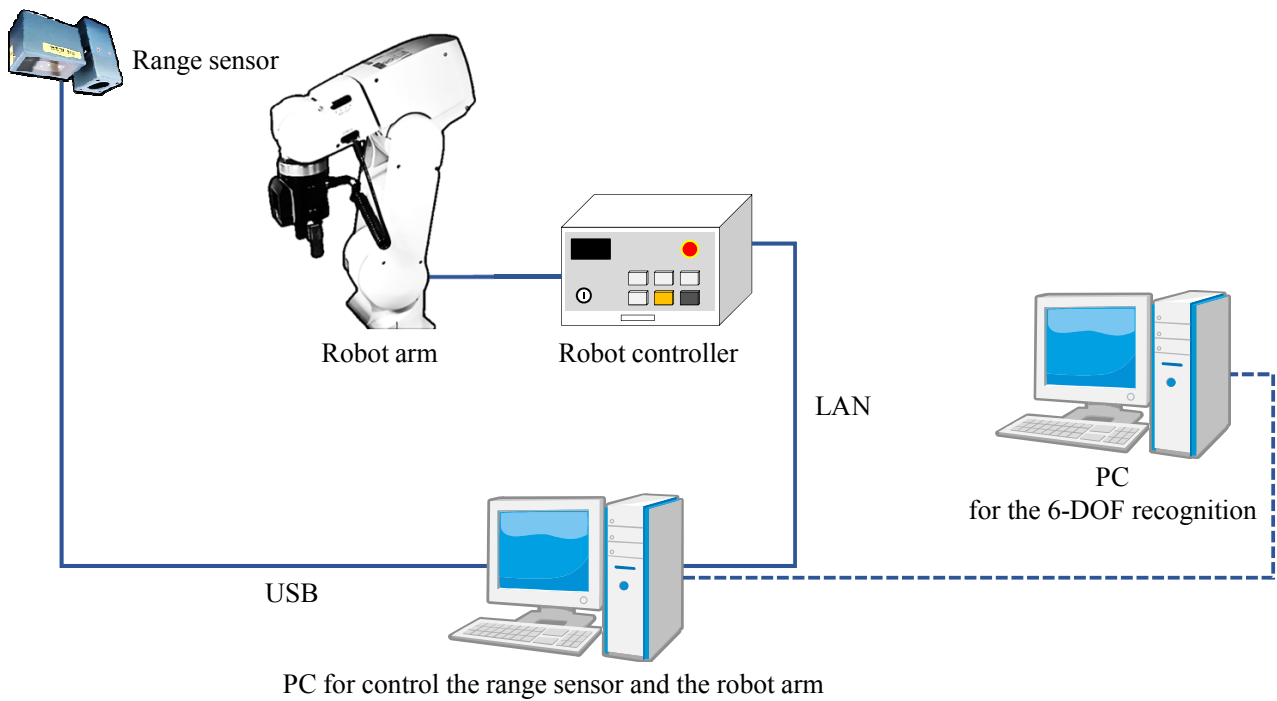 Range sensor
Robot arm
Robot controller
LAN
PC
for the 6-DOF recognition
USB
PC for control the range sensor and the robot arm